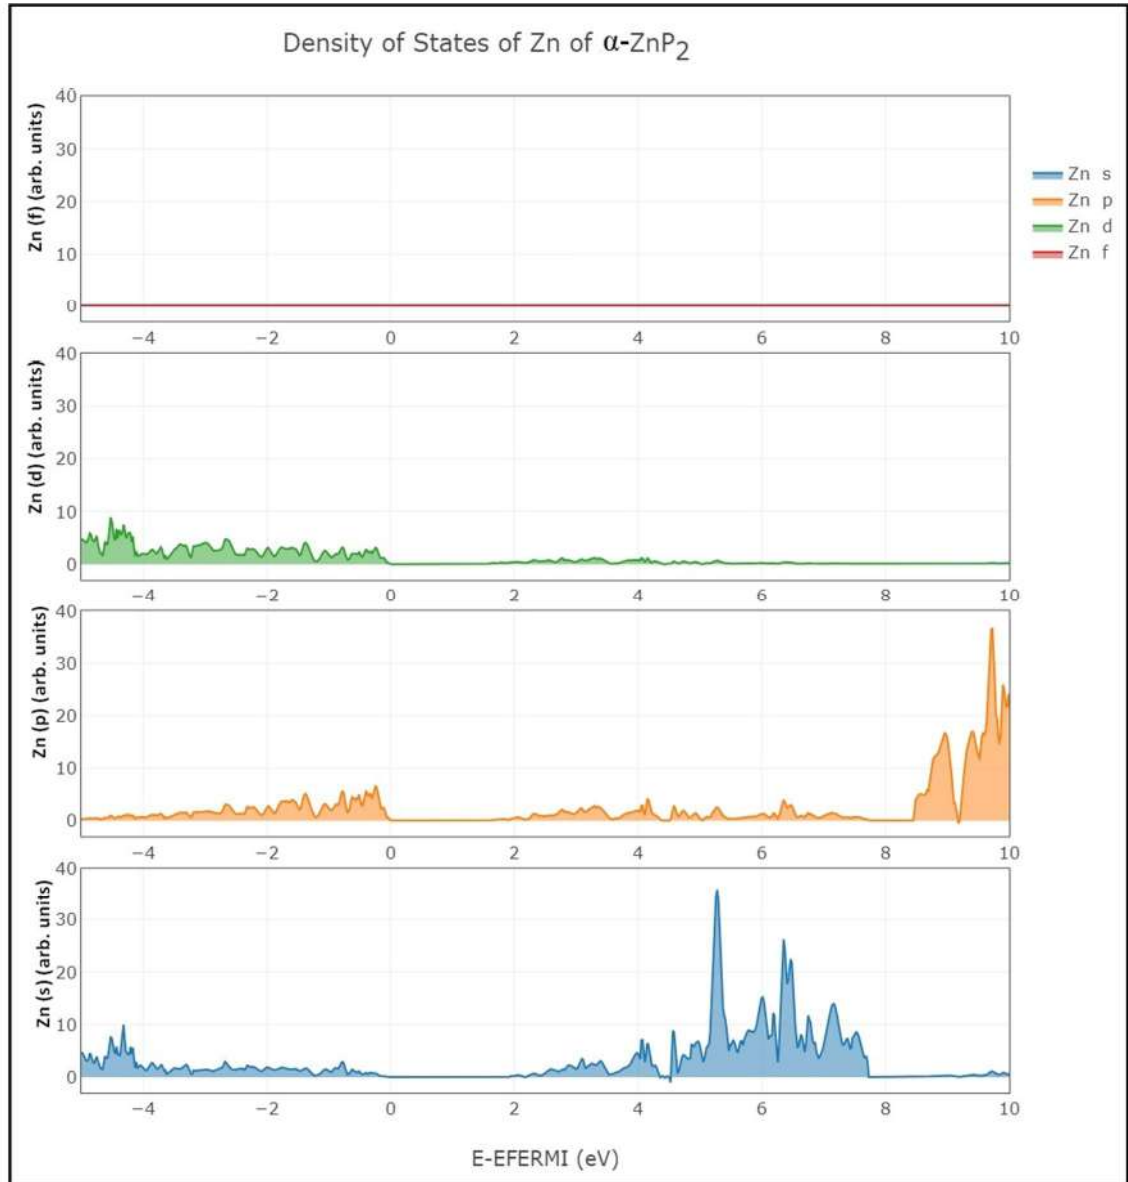 Density of States of Zn of α-ZnP2
Zn s
Zn p
Zn d
Zn f
Zn (f) (arb. units)
40
30
20
10
0
−4 −2 0 2 4 6 8 10
Zn (d) (arb. units)
40
30
20
10
0
−4 −2 0 2 4 6 8 10
Zn (p) (arb. units)
40
30
20
10
0
−4 −2 0 2 4 6 8 10
Zn (s) (arb. units)
40
30
20
10
0
−4 −2 0 2 4 6 8 10
E-EFERMI (eV)